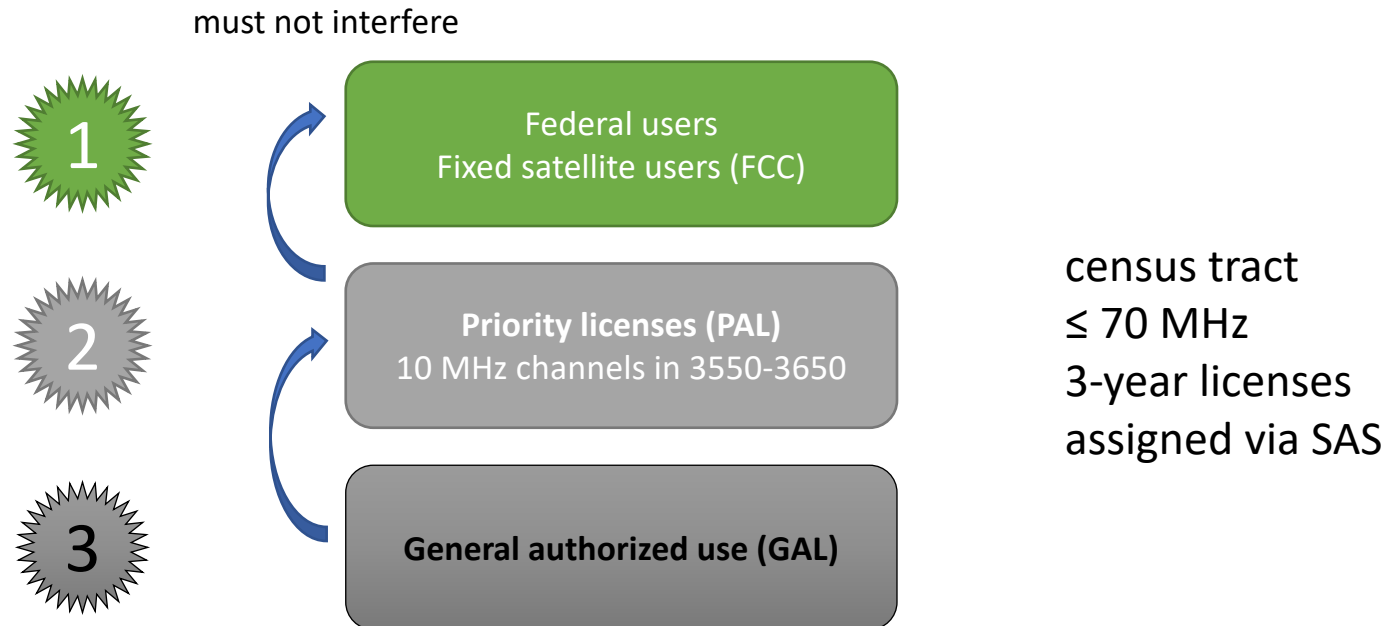 must not interfere
1
Federal users
Fixed satellite users (FCC)
2
Priority licenses (PAL)
10 MHz channels in 3550-3650
census tract
≤ 70 MHz
3-year licenses
assigned via SAS
3
General authorized use (GAL)